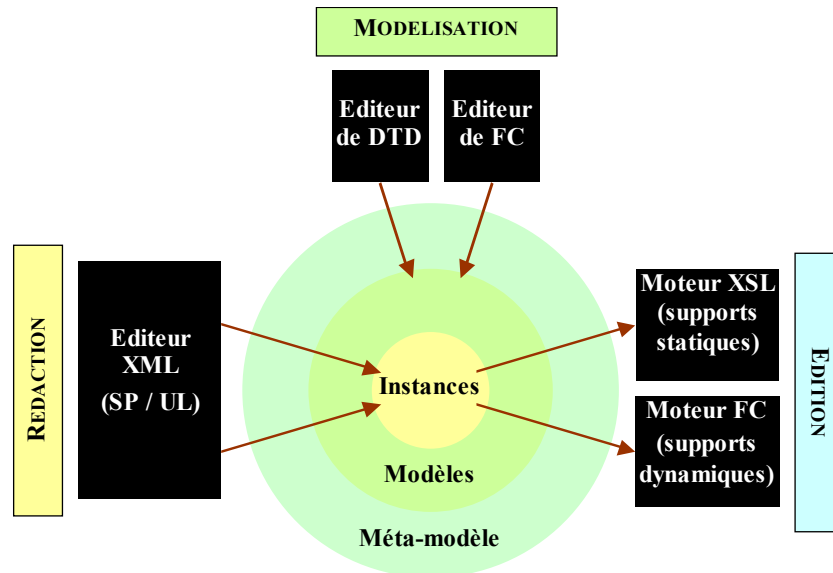 MODELISATION
Editeur
de DTD
Editeur
de FC
REDACTION
Editeur
XML
(SP / UL)
Instances
Modèles
Méta-modèle
Moteur XSL
(supports
statiques)
Moteur FC
(supports
dynamiques)
EDITION